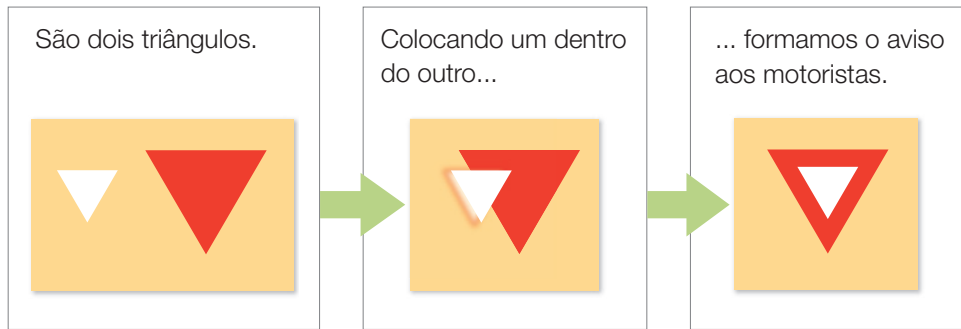 São dois triângulos.
Colocando um dentro
do outro...
... formamos o aviso
aos motoristas.